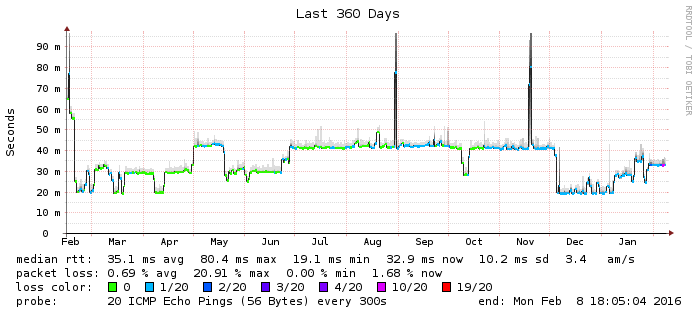 Last 360 Days
RRDTOOL / TOBI OETIKER
Seconds
90 m
80 m
70 m
60 m
50 m
40 m
30 m
20 m
10 m
0
Feb Mar Apr May Jun Jul Aug Sep Oct Nov Dec Jan
median rtt: 35.1 ms avg 80.4 ms max 19.1 ms min 32.9 ms now 10.2 ms sd 3.4 am/s
packet loss: 0.69 % avg 20.91 % max 0.00 % min 1.68 % now
loss color: 0 1/20 2/20 3/20 4/20 10/20 19/20
probe: 20 ICMP Echo Pings (56 Bytes) every 300s end: Mon Feb 8 18:05:04 2016